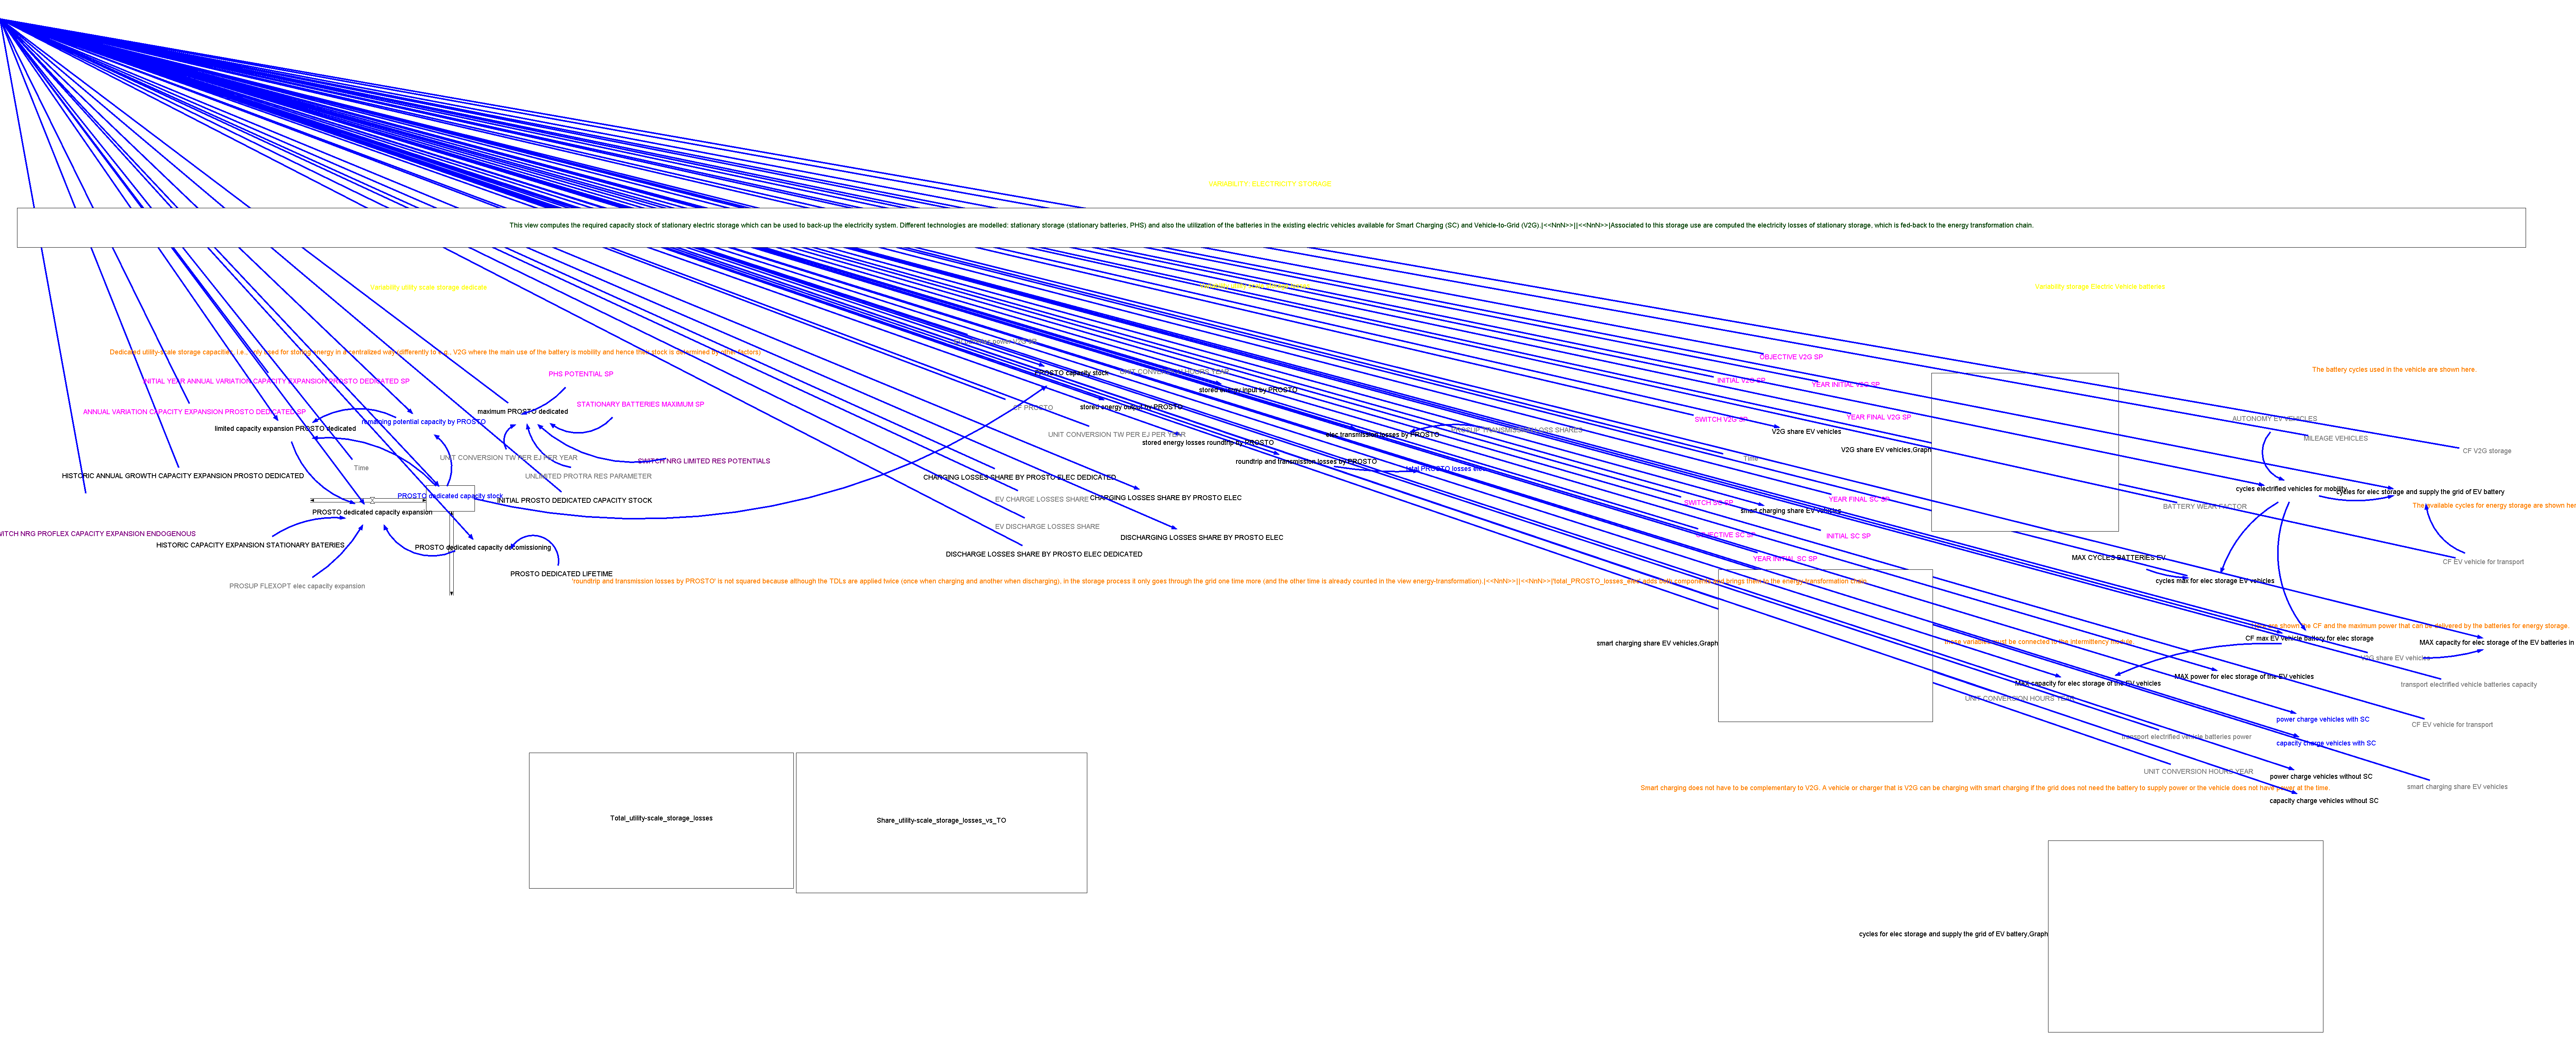 VARIABILITY: ELECTRICITY STORAGE
This view computes the required capacity stock of stationary electric storage which can be used to back-up the electricity system. Different technologies are modelled: stationary storage (stationary batteries, PHS) and also the utilization of the batteries in the existing electric vehicles available for Smart Charging (SC) and Vehicle-to-Grid (V2G).|<<NnN>>||<<NnN>>|Associated to this storage use are computed the electricity losses of stationary storage, which is fed-back to the energy transformation chain.
Variability storage Electric Vehicle batteries
Dedicated utility-scale storage capacities, i.e., only used for storing energy in a centralized way (differently to e.g., V2G where the main use of the battery is mobility and hence their stock is determined by other factors)
PHS POTENTIAL SP
INITIAL YEAR ANNUAL VARIATION CAPACITY EXPANSION PROSTO DEDICATED SP
STATIONARY BATTERIES MAXIMUM SP
ANNUAL VARIATION CAPACITY EXPANSION PROSTO DEDICATED SP
maximum PROSTO dedicated
remaining potential capacity by PROSTO
limited capacity expansion PROSTO dedicated
UNIT CONVERSION TW PER EJ PER YEAR
SWITCH NRG LIMITED RES POTENTIALS
Time
HISTORIC ANNUAL GROWTH CAPACITY EXPANSION PROSTO DEDICATED
UNLIMITED PROTRA RES PARAMETER
PROSTO dedicated capacity stock
INITIAL PROSTO DEDICATED CAPACITY STOCK
PROSTO dedicated capacity expansion
WITCH NRG PROFLEX CAPACITY EXPANSION ENDOGENOUS
HISTORIC CAPACITY EXPANSION STATIONARY BATERIES
PROSTO dedicated capacity decomissioning
PROSTO DEDICATED LIFETIME
PROSUP FLEXOPT elec capacity expansion
PROSTO capacity stock
UNIT CONVERSION HOURS YEAR
stored energy input by PROSTO
CF PROSTO
stored energy output by PROSTO
UNIT CONVERSION TW PER EJ PER YEAR
stored energy losses roundtrip by PROSTO
elec transmission losses by PROSTO
PROSUP TRANSMISSION LOSS SHARES
roundtrip and transmission losses by PROSTO
total PROSTO losses elec
CHARGING LOSSES SHARE BY PROSTO ELEC DEDICATED
EV CHARGE LOSSES SHARE
CHARGING LOSSES SHARE BY PROSTO ELEC
EV DISCHARGE LOSSES SHARE
DISCHARGING LOSSES SHARE BY PROSTO ELEC
DISCHARGE LOSSES SHARE BY PROSTO ELEC DEDICATED
'roundtrip and transmission losses by PROSTO' is not squared because although the TDLs are applied twice (once when charging and another when discharging), in the storage process it only goes through the grid one time more (and the other time is already counted in the view energy-transformation).|<<NnN>>||<<NnN>>|'total_PROSTO_losses_elec' adds both components and brings them to the energy transformation chain.
OBJECTIVE V2G SP
INITIAL V2G SP
YEAR INITIAL V2G SP
SWITCH V2G SP
YEAR FINAL V2G SP
V2G share EV vehicles
V2G share EV vehicles,Graph
Time
SWITCH SC SP
YEAR FINAL SC SP
smart charging share EV vehicles
OBJECTIVE SC SP
INITIAL SC SP
YEAR INITIAL SC SP
smart charging share EV vehicles,Graph
The battery cycles used in the vehicle are shown here.
AUTONOMY EV VEHICLES
MILEAGE VEHICLES
CF V2G storage
cycles electrified vehicles for mobility
cycles for elec storage and supply the grid of EV battery
BATTERY WEAR FACTOR
The available cycles for energy storage are shown her
MAX CYCLES BATTERIES EV
CF EV vehicle for transport
cycles max for elec storage EV vehicles
are shown the CF and the maximum power that can be delivered by the batteries for energy storage.
CF max EV vehicle battery for elec storage
these variables must be connected to the intermittency module.
MAX capacity for elec storage of the EV batteries in
V2G share EV vehicles
MAX power for elec storage of the EV vehicles
MAX capacity for elec storage of the EV vehicles
transport electrified vehicle batteries capacity
UNIT CONVERSION HOURS YEAR
power charge vehicles with SC
CF EV vehicle for transport
transport electrified vehicle batteries power
capacity charge vehicles with SC
UNIT CONVERSION HOURS YEAR
power charge vehicles without SC
Smart charging does not have to be complementary to V2G. A vehicle or charger that is V2G can be charging with smart charging if the grid does not need the battery to supply power or the vehicle does not have power at the time.
smart charging share EV vehicles
capacity charge vehicles without SC
Total_utility-scale_storage_losses
Share_utility-scale_storage_losses_vs_TO
cycles for elec storage and supply the grid of EV battery,Graph